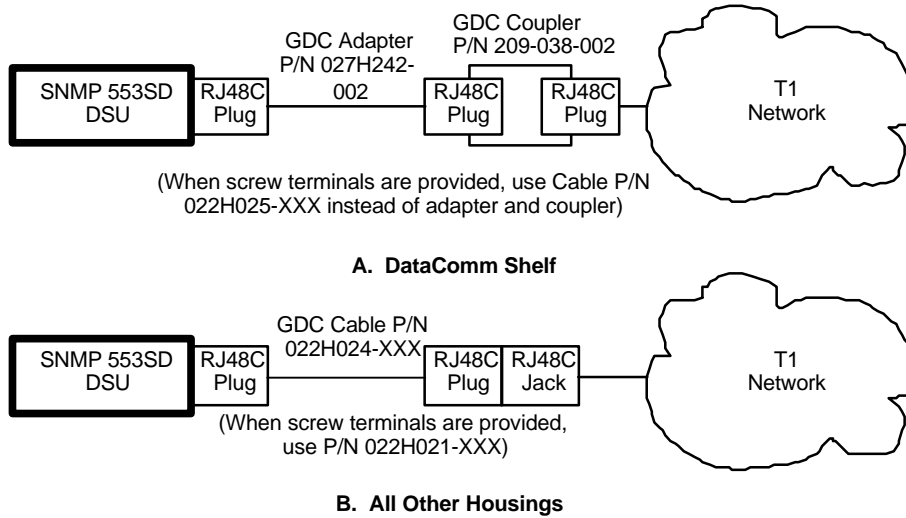 GDC Adapter
P/N 027H242-
002
GDC Coupler
P/N 209-038-002
SNMP 553SD
DSU
RJ48C
Plug
RJ48C
Plug
RJ48C
Plug
T1
Network
(When screw terminals are provided, use Cable P/N
022H025-XXX instead of adapter and coupler)
A. DataComm Shelf
SNMP 553SD
DSU
RJ48C
Plug
GDC Cable P/N
022H024-XXX
RJ48C
Plug
RJ48C
Jack
T1
Network
(When screw terminals are provided,
use P/N 022H021-XXX)
B. All Other Housings